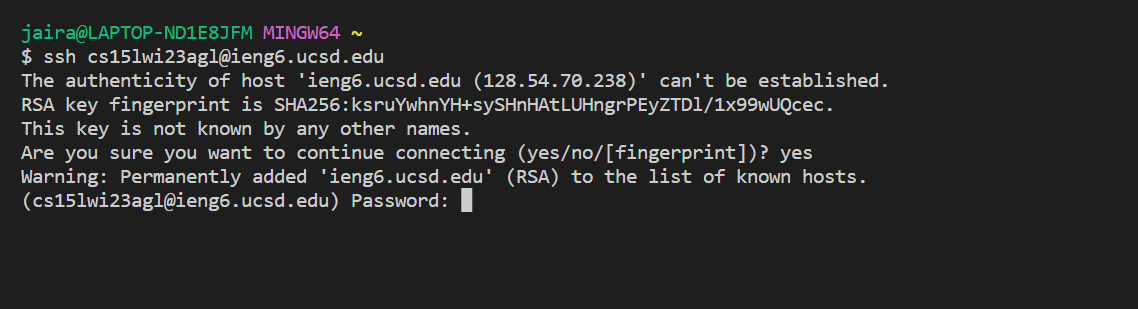 jaira@LAPTOP-ND1E8JFM MINGW64 ~
$ ssh cs15lwi23agl@ieng6.ucsd.edu
The authenticity of host 'ieng6.ucsd.edu (128.54.70.238)' can't be established.
RSA key fingerprint is SHA256:ksruYwhnYH+sySHnHAtLUHngrPEyZTDl/1x99wUQcec.
This key is not known by any other names.
Are you sure you want to continue connecting (yes/no/[fingerprint])? yes
Warning: Permanently added 'ieng6.ucsd.edu' (RSA) to the list of known hosts.
(cs15lwi23agl@ieng6.ucsd.edu) Password: